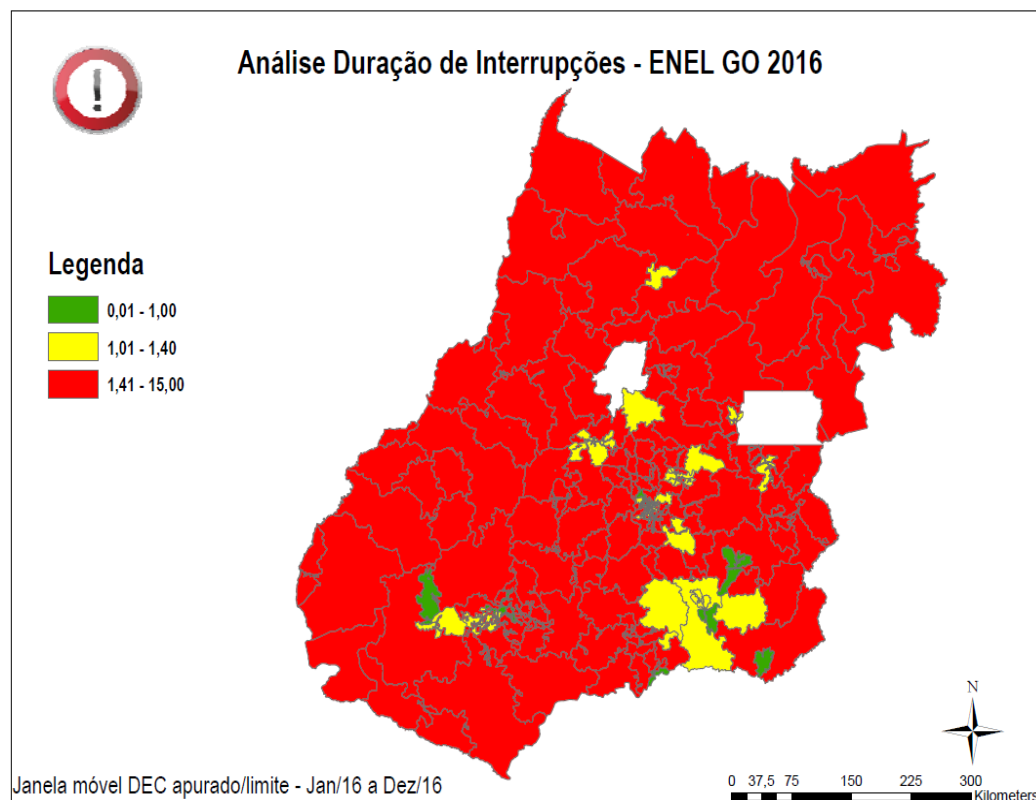 Análise Duração de Interrupções - ENEL GO 2016
Legenda
0,01 - 1,00
1,01 - 1,40
1,41 - 15,00
N
Janela móvel DEC apurado/limite - Jan/16 a Dez/16
0 37,5 75 150 225 300
Kilometers